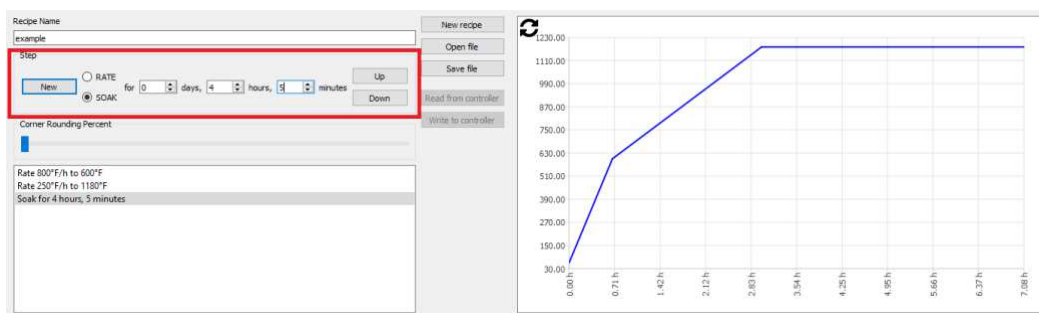 Recipe Name
example
Step
New
RATE
SOAK
for 0 days, 4 hours, 5 minutes
Up
Down
Corner Rounding Percent
Rate 800°F/h to 600°F
Rate 250°F/h to 1180°F
Soak for 4 hours, 5 minutes
New recipe
Open file
Save file
Read from controller
Write to controller
1230.00
1110.00
990.00
870.00
750.00
630.00
510.00
390.00
270.00
150.00
30.00
0.00 h
0.71 h
1.42 h
2.12 h
2.83 h
3.54 h
4.25 h
4.95 h
5.66 h
6.37 h
7.08 h